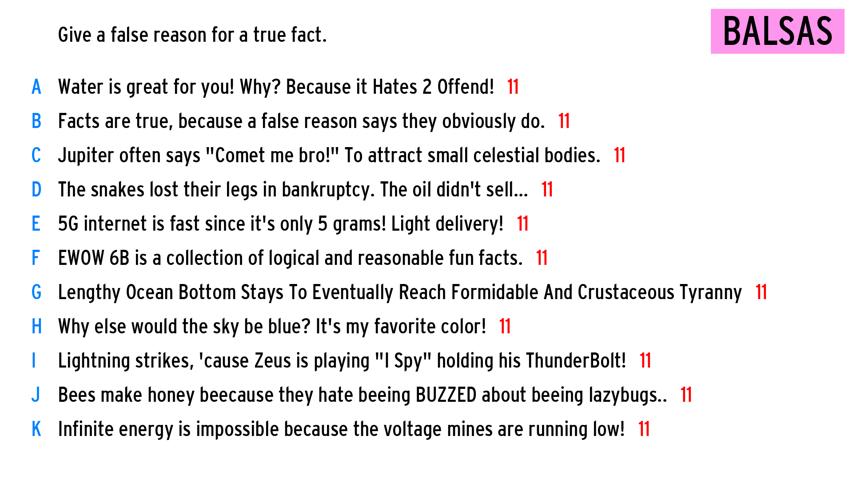 Give a false reason for a true fact.
BALSAS
A Water is great for you! Why? Because it Hates 2 Offend! 11
B Facts are true, because a false reason says they obviously do. 11
C Jupiter often says "Comet me bro!" To attract small celestial bodies. 11
D The snakes lost their legs in bankruptcy. The oil didn't sell... 11
E 5G internet is fast since it's only 5 grams! Light delivery! 11
F EWOW 6B is a collection of logical and reasonable fun facts. 11
G Lengthy Ocean Bottom Stays To Eventually Reach Formidable And Crustaceous Tyranny 11
H Why else would the sky be blue? It's my favorite color! 11
I Lightning strikes, 'cause Zeus is playing "I Spy" holding his ThunderBolt! 11
J Bees make honey beecause they hate beeing BUZZED about beeing lazybugs.. 11
K Infinite energy is impossible because the voltage mines are running low! 11